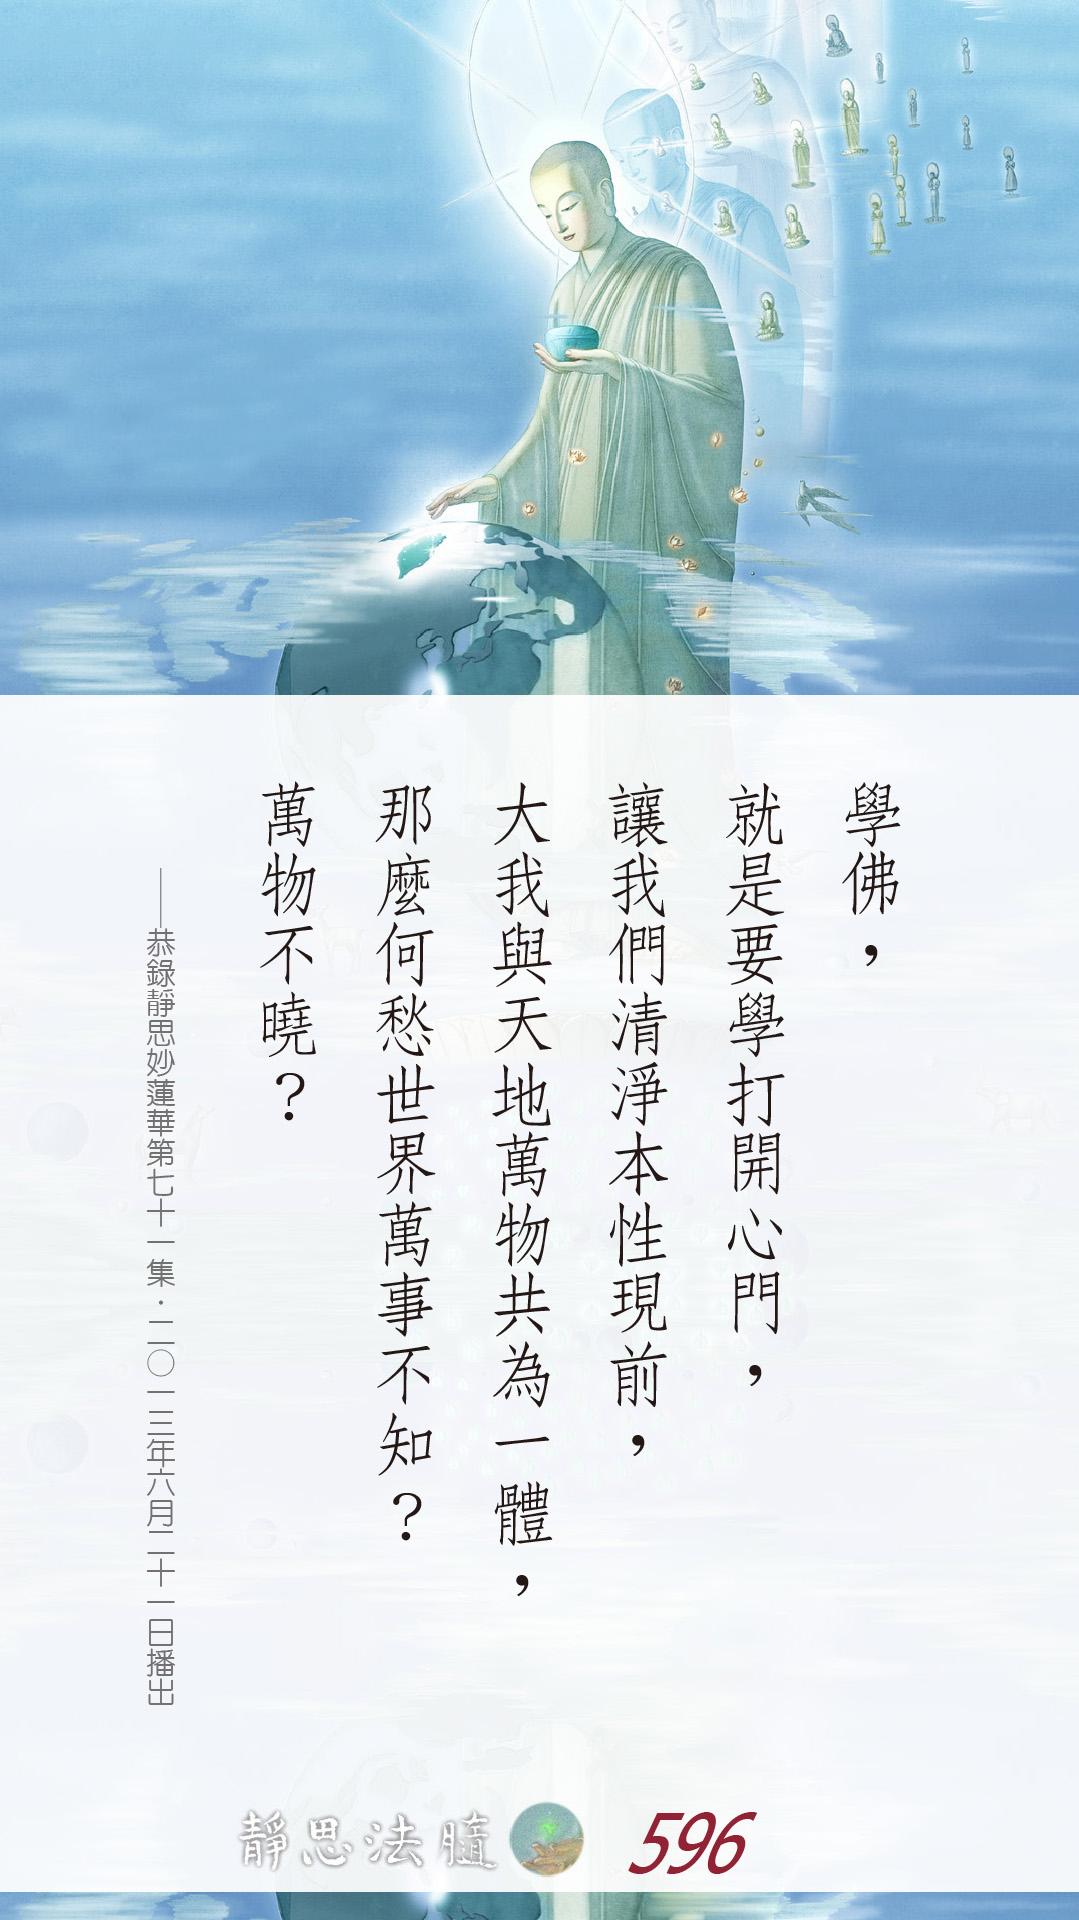 學佛，
就是要學打開心門，
讓我們清淨本性現前，
大我與天地萬物共為一體，
那麼何愁世界萬事不知？
萬物不曉？
——恭錄靜思妙蓮華第七十一集．二〇一三年六月二十一日播出
靜思法髓
596